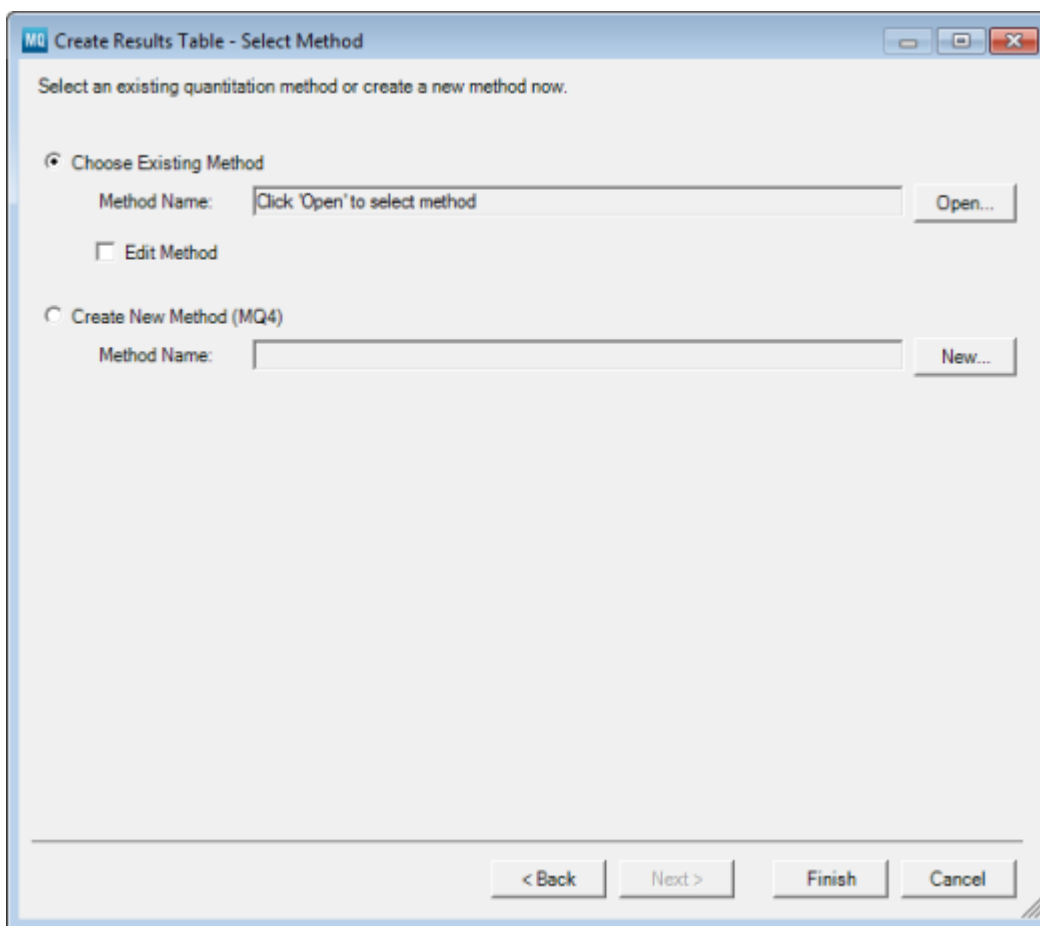 MQ Create Results Table - Select Method
Select an existing quantitation method or create a new method now.
Choose Existing Method
Method Name: Click 'Open' to select method Open...
Edit Method
Create New Method (MQ4)
Method Name: New...
< Back Next > Finish Cancel